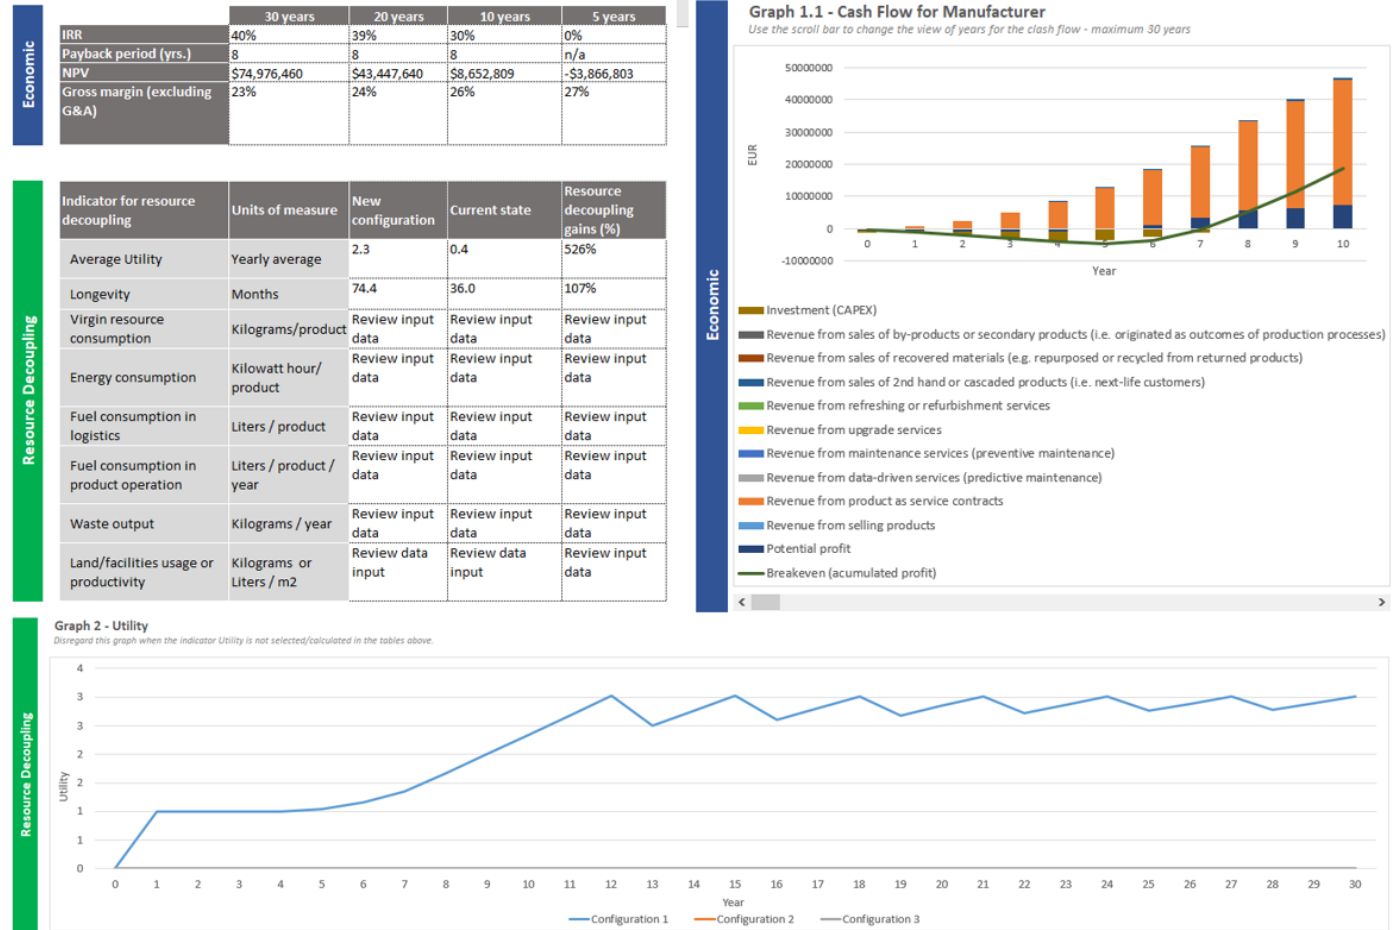 Economic
30 years 20 years 10 years 5 years
IRR 40% 39% 30% 0%
Payback period (yrs.) 8 8 8 n/a
NPV $74,976,460 $43,447,640 $8,652,809 -$3,866,803
Gross margin (excluding 23% 24% 26% 27%
G&A)
Resource Decoupling
Indicator for resource decoupling Units of measure New configuration Current state Resource decoupling gains (%)
Average Utility Yearly average 2.3 0.4 526%
Longevity Months 74.4 36.0 107%
Virgin resource consumption Kilograms/product Review input data Review input data Review input data
Energy consumption Kilowatt hour/ product Review input data Review input data Review input data
Fuel consumption in logistics Liters / product Review input data Review input data Review input data
Fuel consumption in product operation Liters / product / year Review input data Review input data Review input data
Waste output Kilograms / year Review input data Review input data Review input data
Land/facilities usage or productivity Kilograms or Liters / m2 Review data input Review data input Review input data
Economic
Graph 1.1 - Cash Flow for Manufacturer
Use the scroll bar to change the view of years for the clash flow - maximum 30 years
50000000
40000000
30000000
20000000
10000000
0
-10000000
EUR
0 1 2 3 4 5 6 7 8 9 10
Year
Investment (CAPEX)
Revenue from sales of by-products or secondary products (i.e. originated as outcomes of production processes)
Revenue from sales of recovered materials (e.g. repurposed or recycled from returned products)
Revenue from sales of 2nd hand or cascaded products (i.e. next-life customers)
Revenue from refreshing or refurbishment services
Revenue from upgrade services
Revenue from maintenance services (preventive maintenance)
Revenue from data-driven services (predictive maintenance)
Revenue from product as service contracts
Revenue from selling products
Potential profit
Breakeven (acumulated profit)
Resource Decoupling
Graph 2 - Utility
Disregard this graph when the indicator Utility is not selected/calculated in the tables above.
4
3
3
2
2
1
1
0
Utility
0 1 2 3 4 5 6 7 8 9 10 11 12 13 14 15 16 17 18 19 20 21 22 23 24 25 26 27 28 29 30
Year
Configuration 1 Configuration 2 Configuration 3